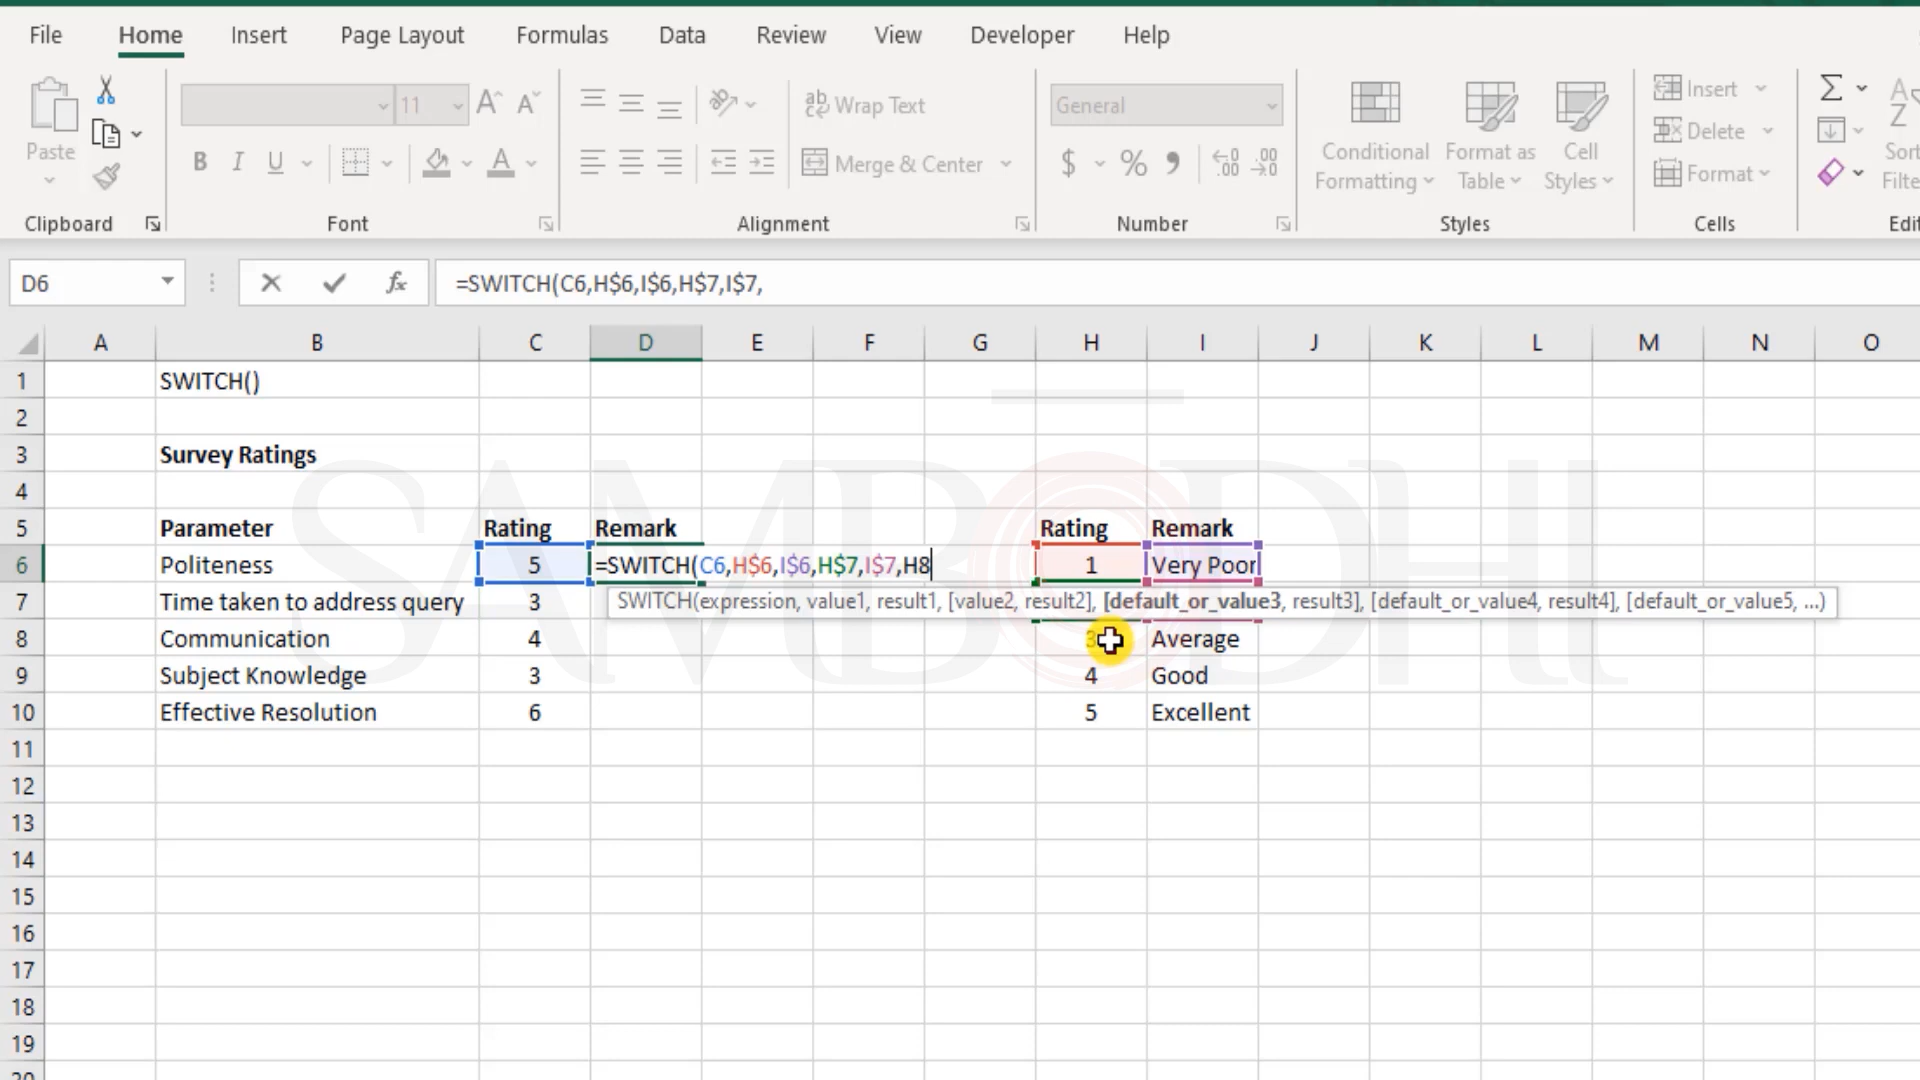 File Home Insert Page Layout Formulas Data Review View Developer Help
11 A A ab Wrap Text General Insert
Paste B I U A Merge & Center $ % Conditional Formatting Format as Table Cell Styles Delete Format
Clipboard Font Alignment Number Styles Cells
D6 fx =SWITCH(C6,H$6,I$6,H$7,I$7,
A B C D E F G H I J K L M N O
1 SWITCH()
2
3 Survey Ratings
4
5 Parameter Rating Remark Rating Remark
6 Politeness 5 =SWITCH(C6,H$6,I$6,H$7,I$7,H8 1 Very Poor
7 Time taken to address query 3 SWITCH(expression, value1, result1, [value2, result2], [default_or_value3, result3], [default_or_value4, result4], [default_or_value5, ...)
8 Communication 4 3 Average
9 Subject Knowledge 3 4 Good
10 Effective Resolution 6 5 Excellent
11
12
13
14
15
16
17
18
19
SAMBODHI